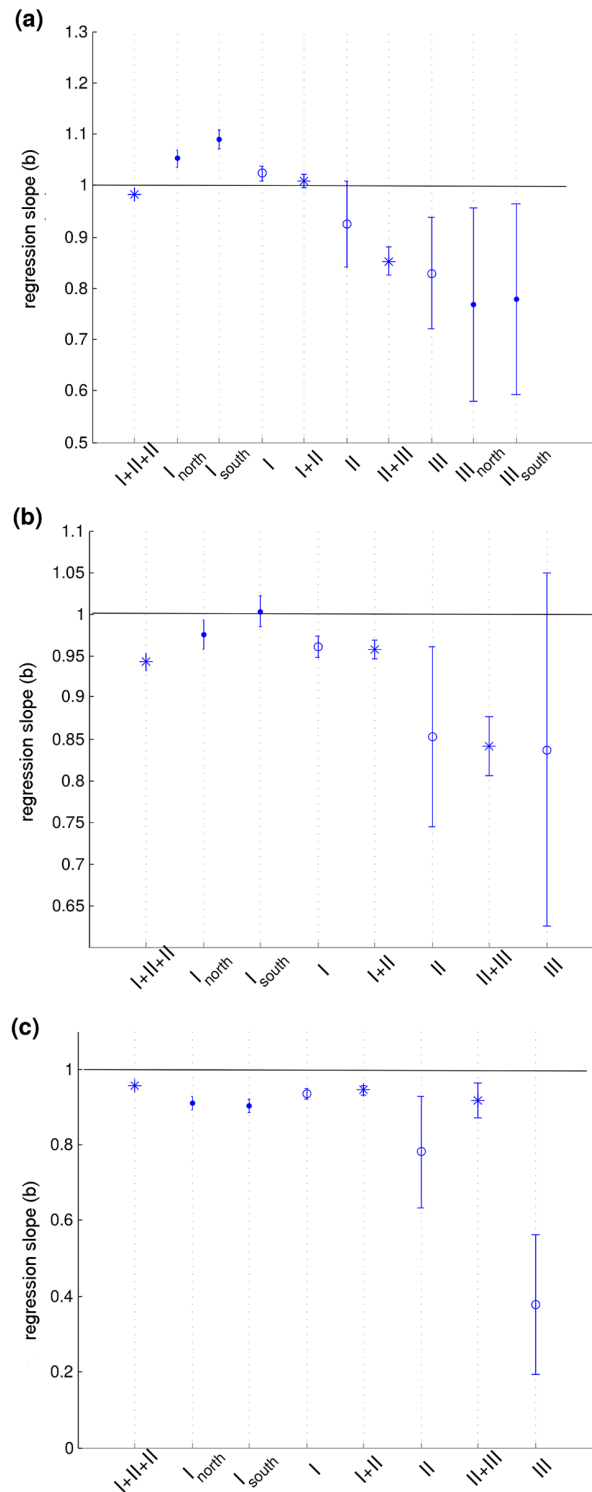 (a)
1.3
1.2
1.1
1
0.9
0.8
0.7
0.6
0.5
regression slope (b)
I+II+II
I north
I south
I
I+II
II
II+III
III
III north
III south
(b)
1.1
1.05
1
0.95
0.9
0.85
0.8
0.75
0.7
0.65
regression slope (b)
I+II+II
I north
I south
I
I+II
II
II+III
III
(c)
1
0.8
0.6
0.4
0.2
0
regression slope (b)
I+II+II
I north
I south
I
I+II
II
II+III
III